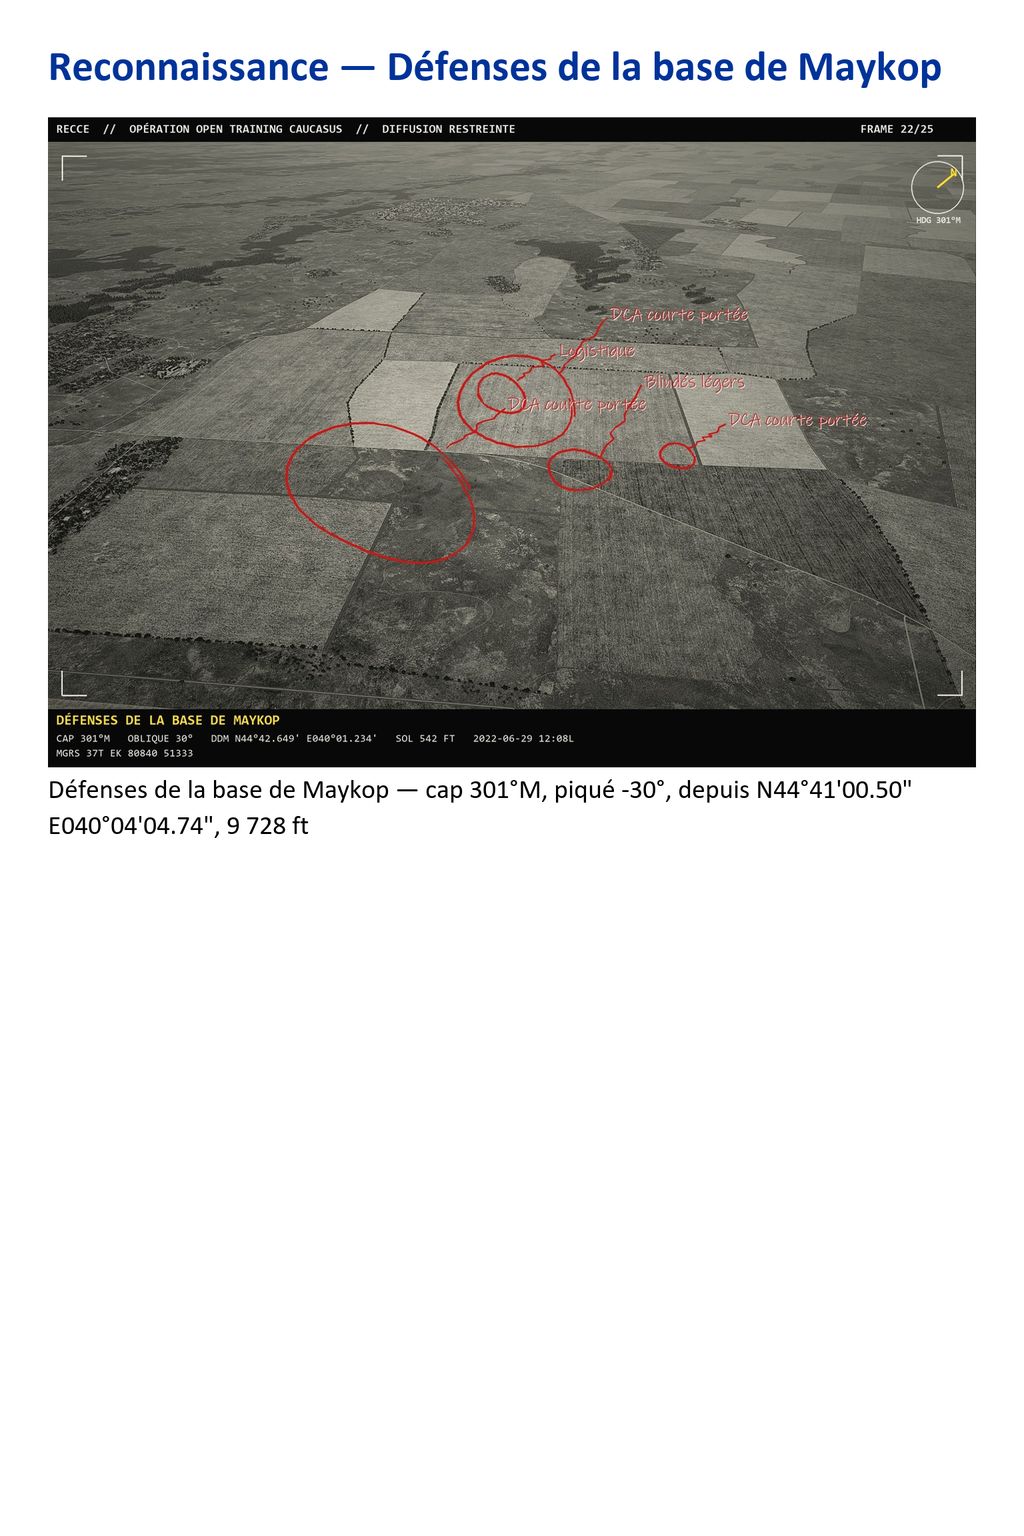 Reconnaissance — Défenses de la base de Maykop
RECCE // OPÉRATION OPEN TRAINING CAUCASUS // DIFFUSION RESTREINTE
FRAME 22/25
N
HDG 301°M
DCA courte portée
Logistique
Blindés légers
DCA courte portée
DCA courte portée
DÉFENSES DE LA BASE DE MAYKOP
CAP 301°M OBLIQUE 30° DDM N44°42.649' E040°01.234' SOL 542 FT 2022-06-29 12:08L
MGRS 37T EK 80840 51333
Défenses de la base de Maykop — cap 301°M, piqué -30°, depuis N44°41'00.50"
E040°04'04.74", 9 728 ft